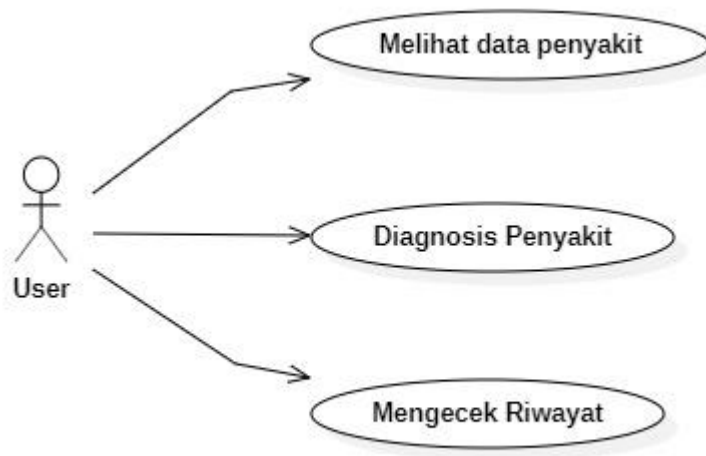 Melihat data penyakit
Diagnosis Penyakit
User
Mengecek Riwayat